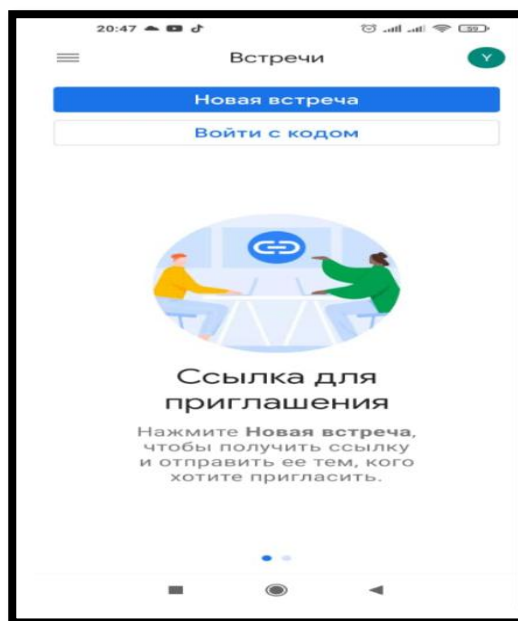 20:47 59
Встречи Y
Новая встреча
Войти с кодом
Ссылка для
приглашения
Нажмите Новая встреча,
чтобы получить ссылку
и отправить ее тем, кого
хотите пригласить.